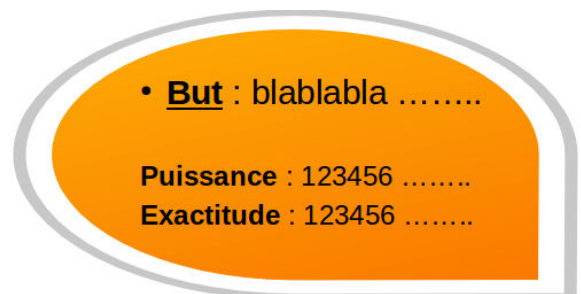 • But : blablabla ……..
Puissance : 123456 ……..
Exactitude : 123456 ……..